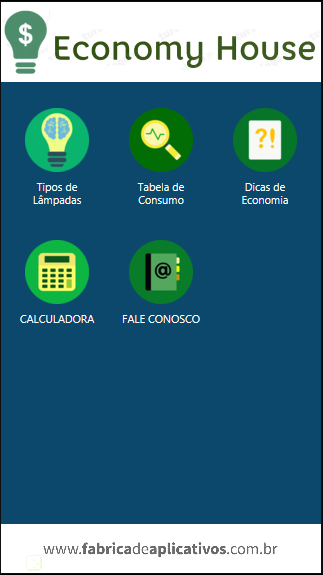 $ Economy House
Tipos de
Lâmpadas
Tabela de
Consumo
?!
Dicas de
Economia
CALCULADORA
@
FALE CONOSCO
www.fabricadeaplicativos.com.br